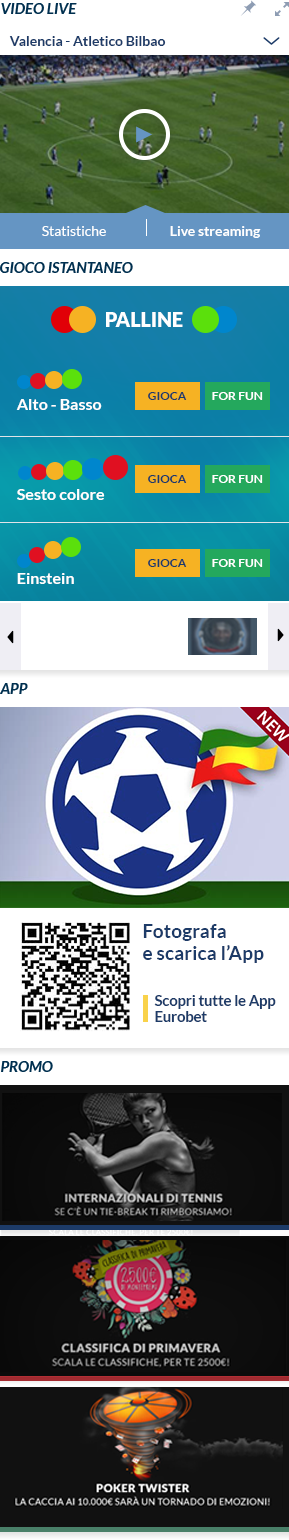 VIDEO LIVE
Valencia - Atletico Bilbao
Statistiche
Live streaming
GIOCO ISTANTANEO
PALLINE
Alto - Basso
GIOCA
FOR FUN
Sesto colore
GIOCA
FOR FUN
Einstein
GIOCA
FOR FUN
APP
NEW
Fotografa
e scarica l'App
Scopri tutte le App
Eurobet
PROMO
INTERNAZIONALI DI TENNIS
SE C'È UN TIE-BREAK TI RIMBORSIAMO!
CLASSIFICA DI PRIMAVERA
2500€
DI MONTEPREMI
CLASSIFICA DI PRIMAVERA
SCALA LE CLASSIFICHE, PER TE 2500€!
POKER TWISTER
LA CACCIA AI 10.000€ SARÀ UN TORNADO DI EMOZIONI!